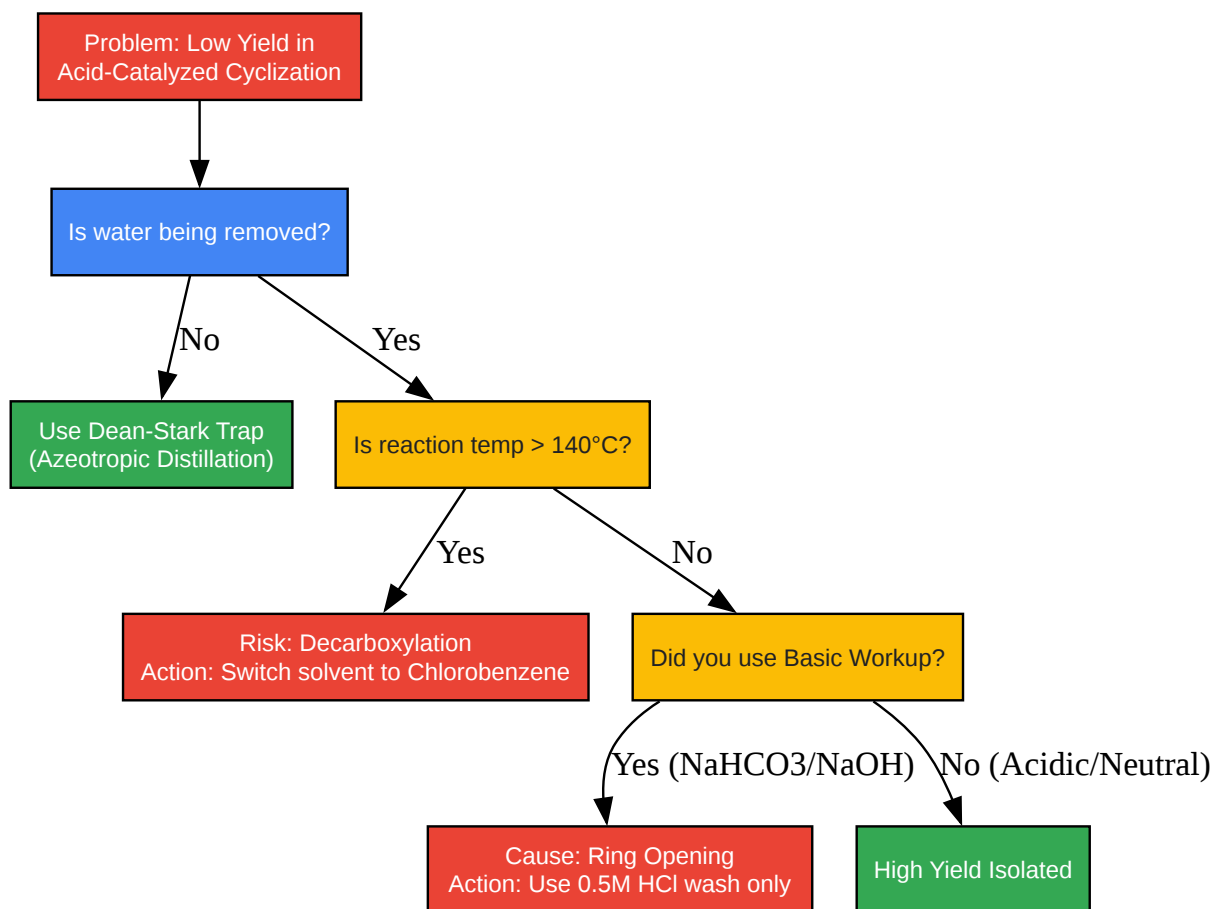 Problem: Low Yield in
Acid-Catalyzed Cyclization
Is water being removed?
No
Yes
Use Dean-Stark Trap
(Azeotropic Distillation)
Is reaction temp > 140°C?
Yes
No
Risk: Decarboxylation
Action: Switch solvent to Chlorobenzene
Did you use Basic Workup?
Yes (NaHCO3/NaOH)
No (Acidic/Neutral)
Cause: Ring Opening
Action: Use 0.5M HCl wash only
High Yield Isolated